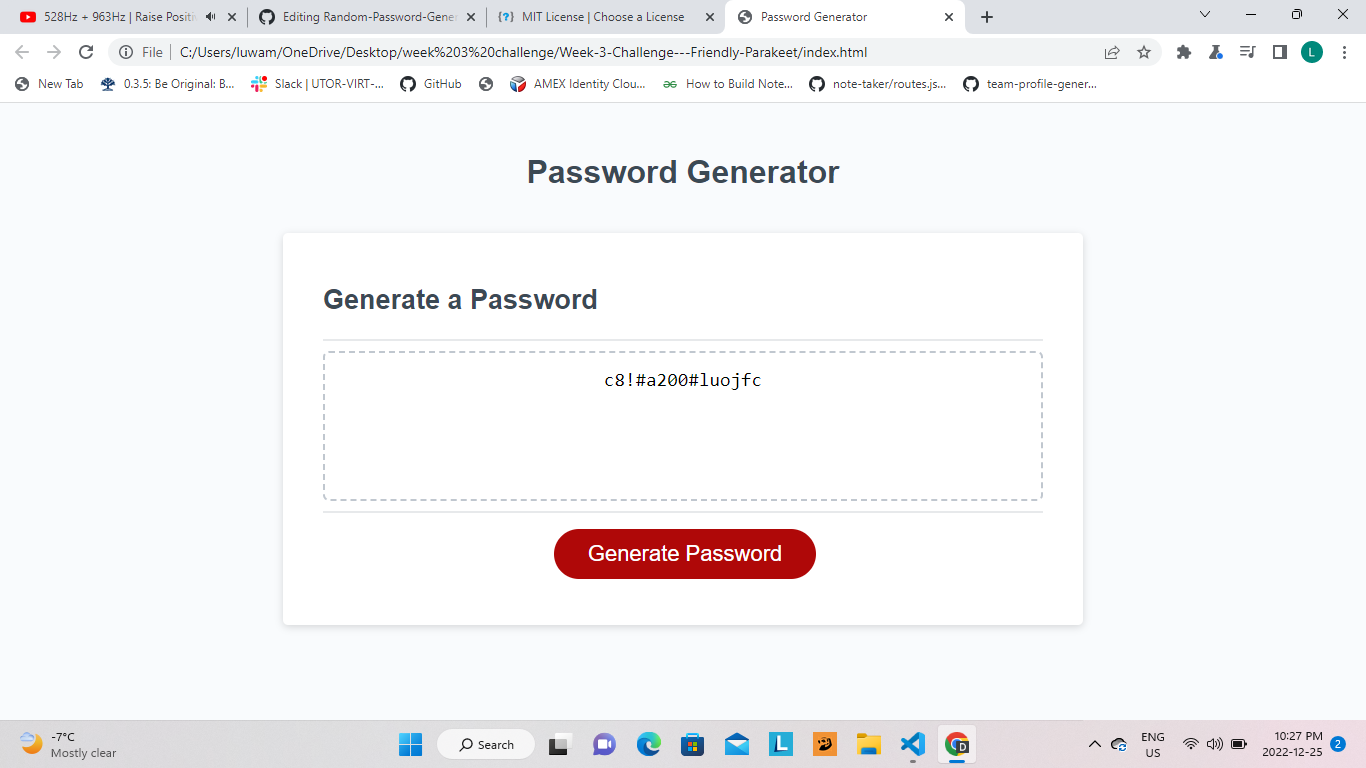 528Hz + 963Hz | Raise Positi
Editing Random-Password-Gener
MIT License | Choose a License
Password Generator
File
C:/Users/luwam/OneDrive/Desktop/week%203%20challenge/Week-3-Challenge---Friendly-Parakeet/index.html
L
New Tab
0.3.5: Be Original: B...
Slack | UTOR-VIRT-...
GitHub
AMEX Identity Clou...
How to Build Note...
note-taker/routes.js...
team-profile-gener...
Password Generator
Generate a Password
c8!#a200#luojfc
Generate Password
-7°C
Mostly clear
Search
L
D
ENG
US
10:27 PM
2022-12-25
2